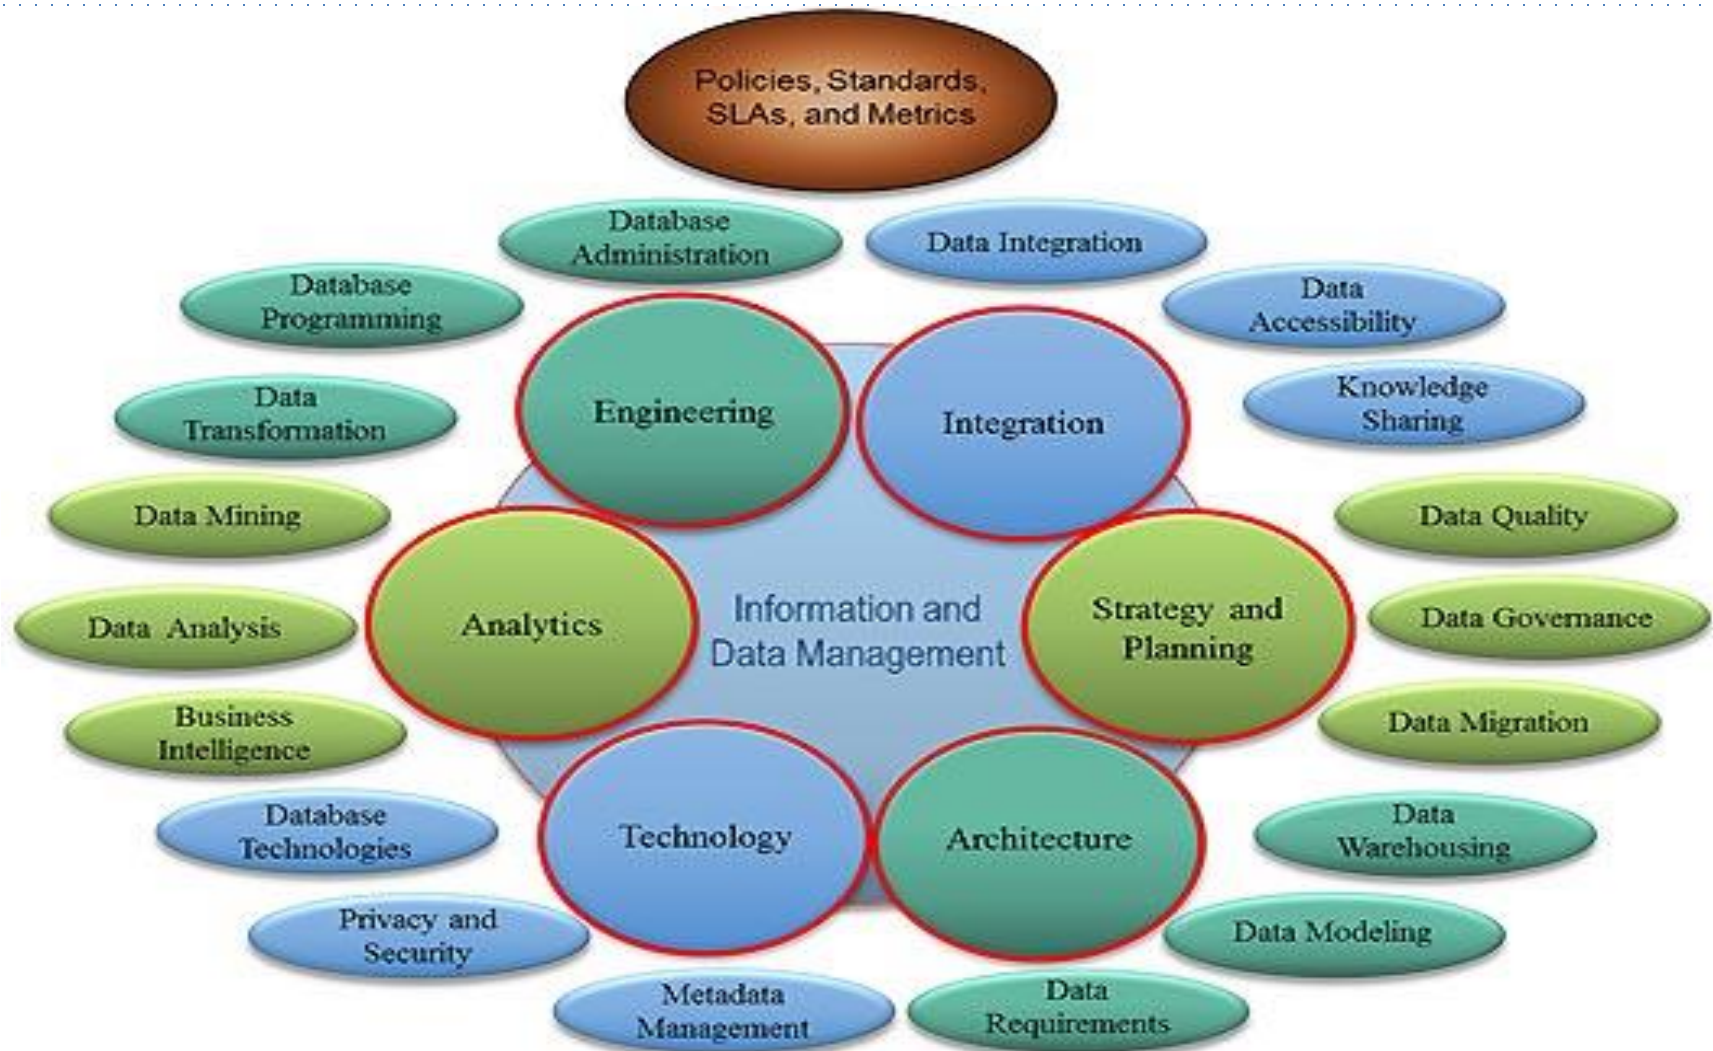 Policies, Standards,
SLAs, and Metrics
Database
Administration
Data Integration
Database
Programming
Data
Accessibility
Engineering
Integration
Data
Transformation
Knowledge
Sharing
Data Mining
Data Quality
Analytics
Information and
Data Management
Strategy and
Planning
Data Analysis
Data Governance
Business
Intelligence
Data Migration
Technology
Architecture
Database
Technologies
Data
Warehousing
Privacy and
Security
Data Modeling
Metadata
Management
Data
Requirements